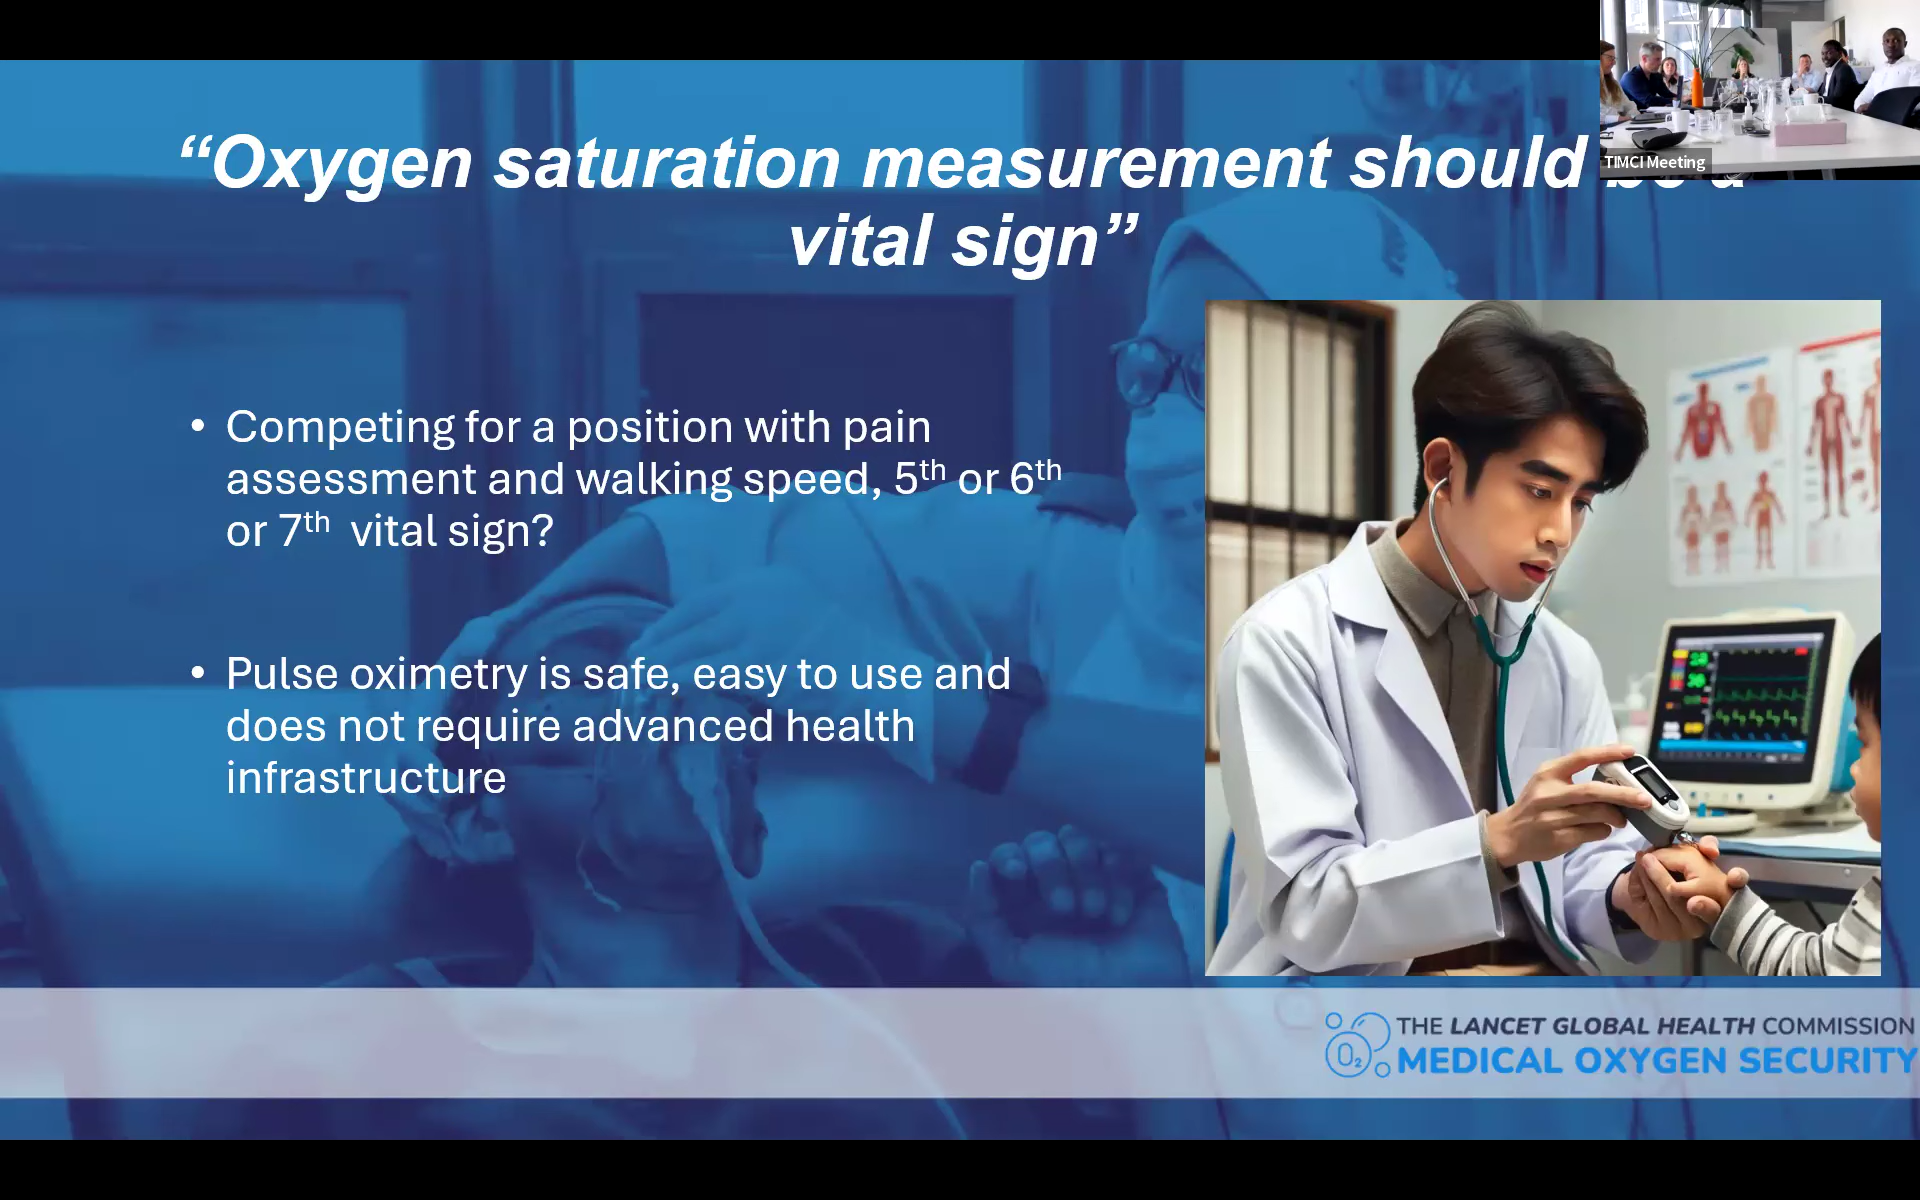 “Oxygen saturation measurement should
vital sign”
TIMCI Meeting
• Competing for a position with pain
assessment and walking speed, 5th or 6th
or 7th vital sign?
• Pulse oximetry is safe, easy to use and
does not require advanced health
infrastructure
THE LANCET GLOBAL HEALTH COMMISSION
O₂
MEDICAL OXYGEN SECURITY